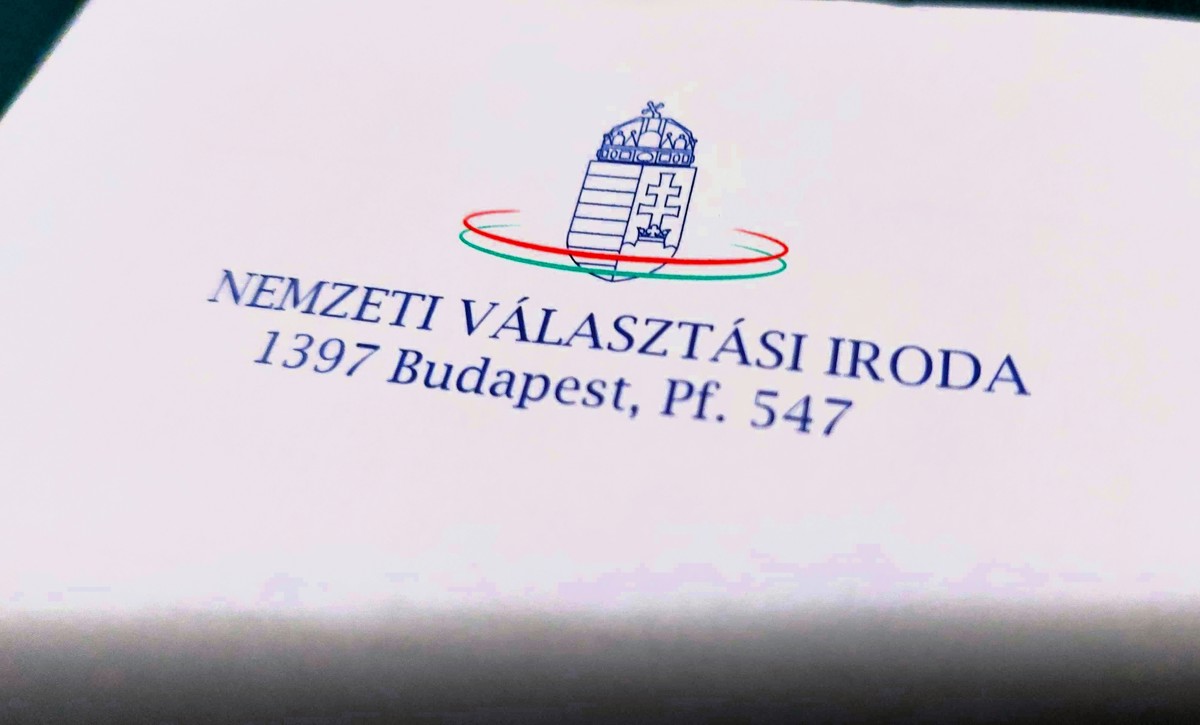 NEMZETI VÁLASZTÁSI IRODA
1397 Budapest, Pf. 547